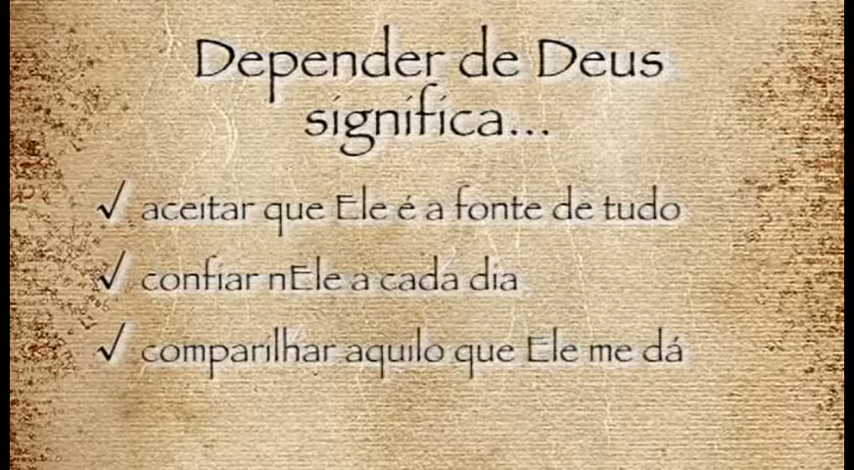 Depender de Deus
significa...
√ aceitar que Ele é a fonte de tudo
√ confiar nEle a cada dia
√ comparilhar aquilo que Ele me dá